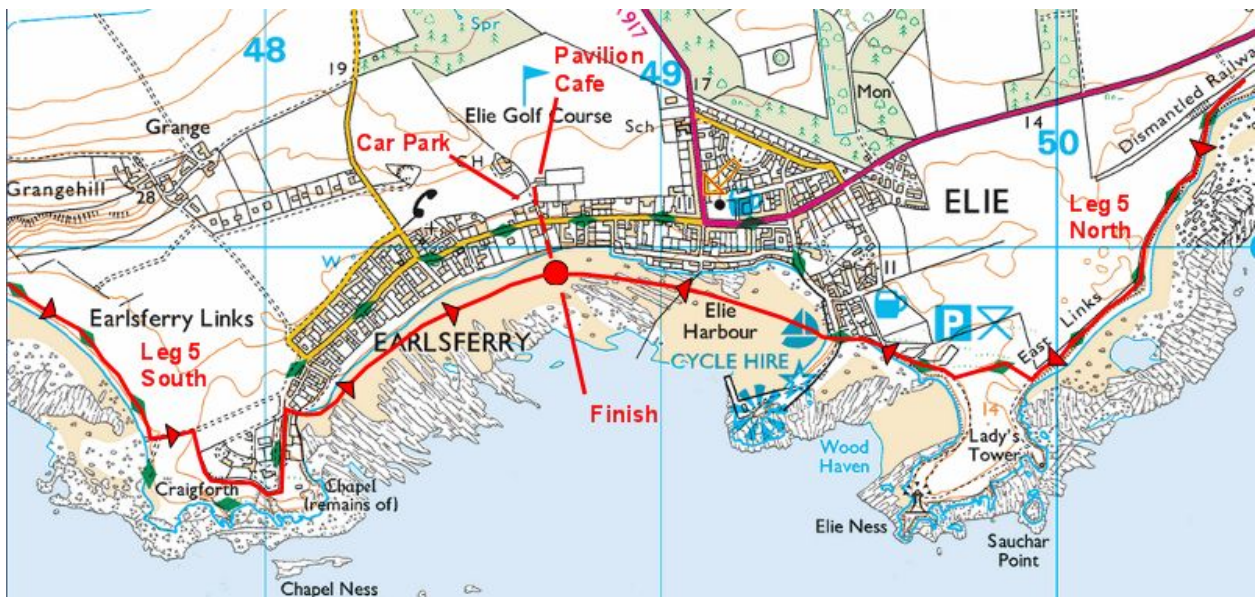 1917
Spr
48
Pavilion
Cafe
49
17
19
Mon
Dismantled Railwa
Elie Golf Course
14
Grange
Sch
50
Car Park
CH
Grangehill
28
ELIE
Leg 5
North
W
11
Earlsferry Links
Elie
Harbour
P
East
Links
Leg 5
South
EARLSFERRY
CYCLE HIRE
Finish
14
Lady's
Tower
Wood
Haven
Craigforth
Chapel
(remains of)
Elie Ness
Sauchar
Point
Chapel Ness